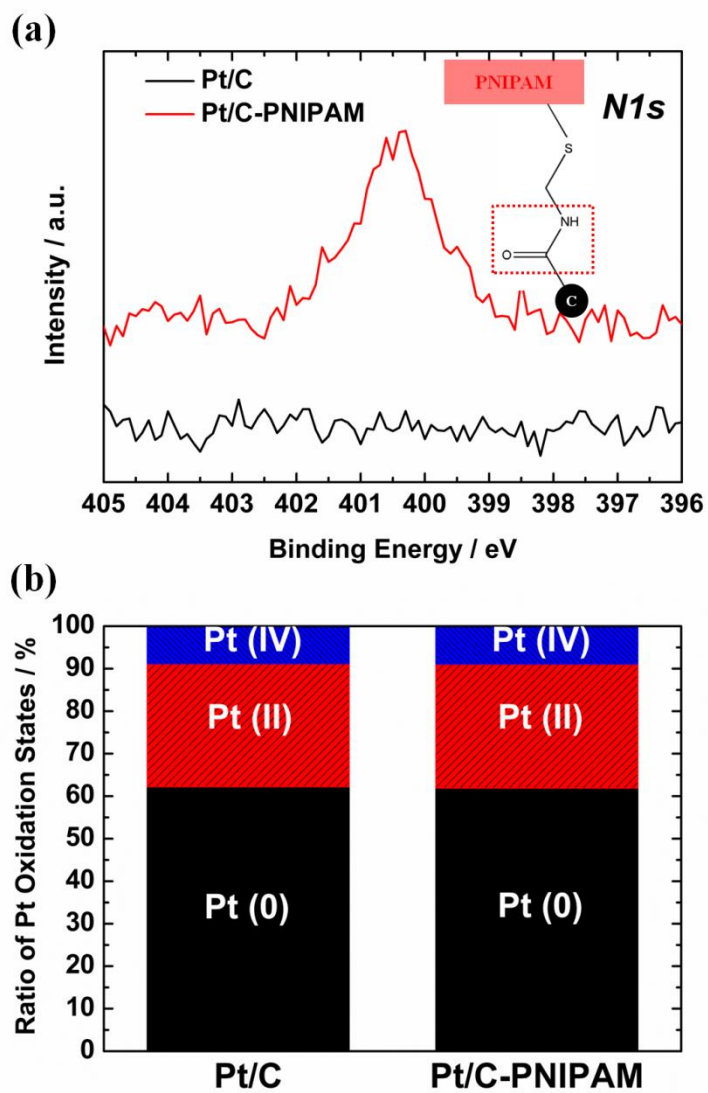 (a)
Pt/C
Pt/C-PNIPAM
PNIPAM
N1s
S
NH
O
C
Intensity / a.u.
405 404 403 402 401 400 399 398 397 396
Binding Energy / eV
(b)
100
90
80
70
60
50
40
30
20
10
0
Ratio of Pt Oxidation States / %
Pt (IV) Pt (IV)
Pt (II) Pt (II)
Pt (0) Pt (0)
Pt/C Pt/C-PNIPAM